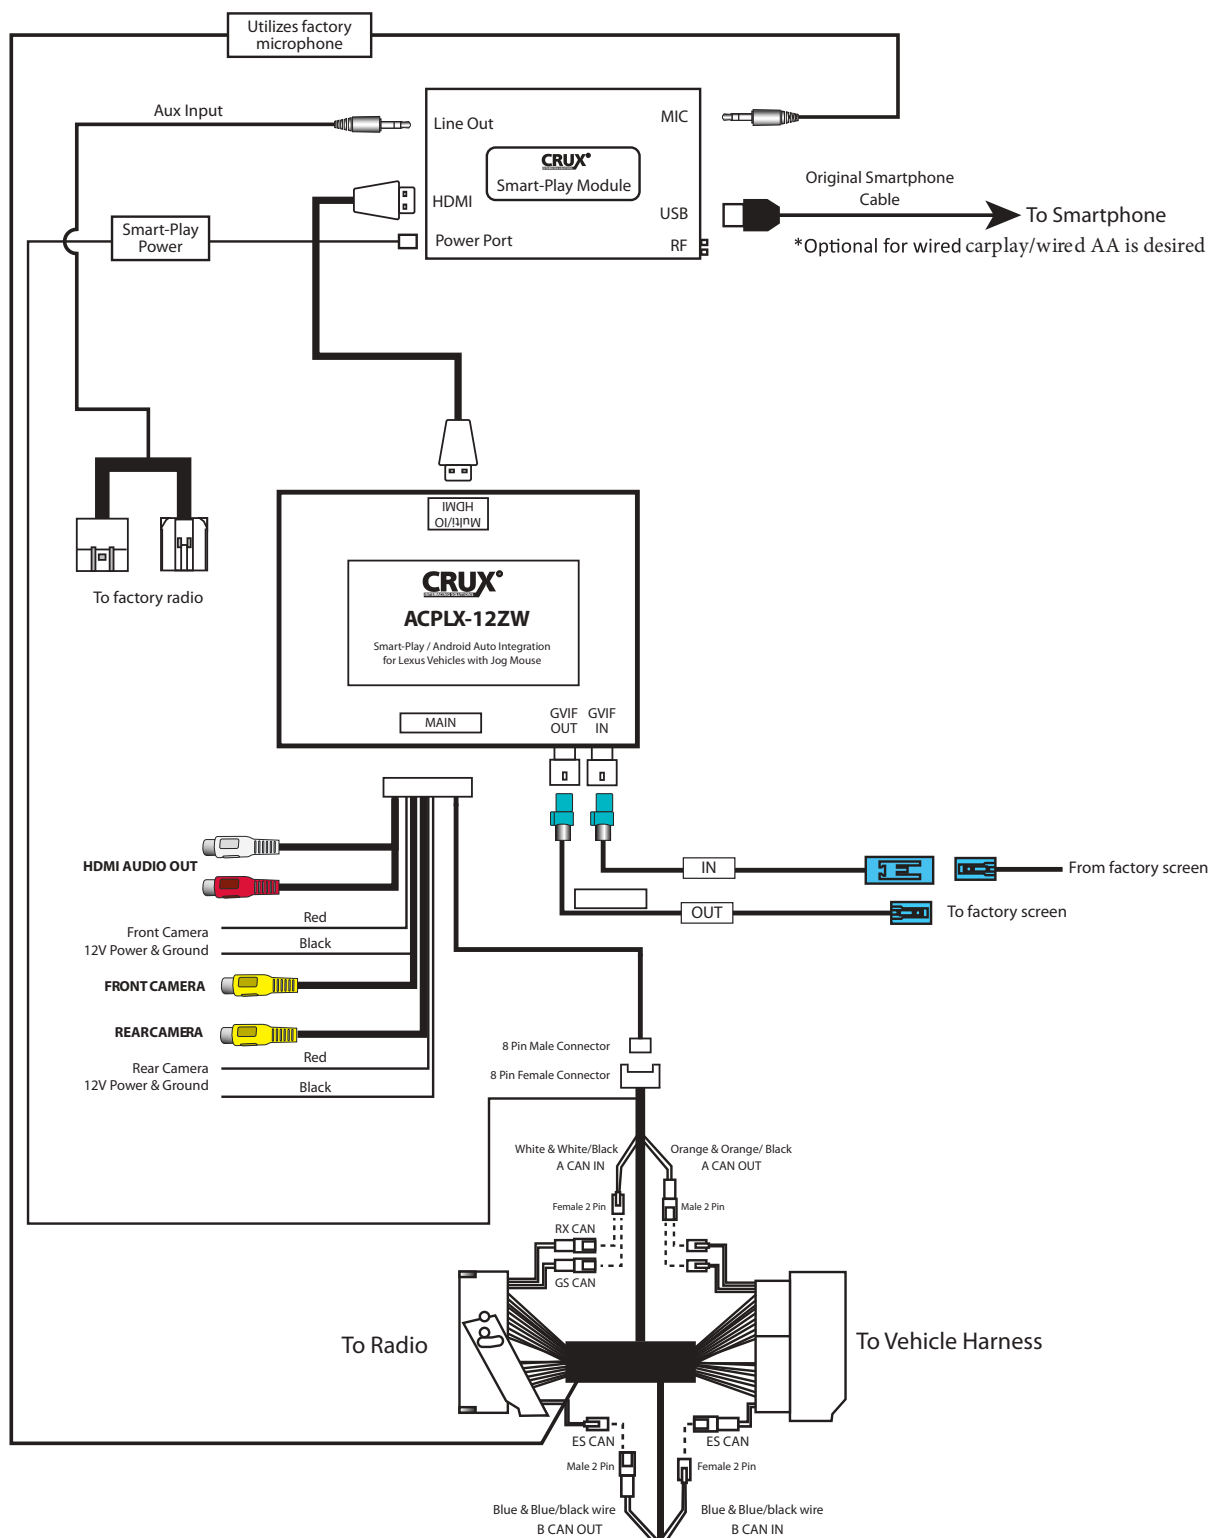 Utilizes factory
microphone
Aux Input
Line Out
MIC
CRUX
Smart-Play Module
HDMI
USB
Power Port
RF
Smart-Play
Power
Original Smartphone
Cable
To Smartphone
*Optional for wired carplay/wired AA is desired
To factory radio
Multi/IO
HDMI
CRUX
INTERFACING SOLUTIONS
ACPLX-12ZW
Smart-Play / Android Auto Integration
for Lexus Vehicles with Jog Mouse
MAIN
GVIF
OUT
GVIF
IN
HDMI AUDIO OUT
IN
From factory screen
OUT
To factory screen
Red
Front Camera
12V Power & Ground
Black
FRONT CAMERA
REARCAMERA
Red
Rear Camera
12V Power & Ground
Black
8 Pin Male Connector
8 Pin Female Connector
White & White/Black
A CAN IN
Orange & Orange/ Black
A CAN OUT
Female 2 Pin
Male 2 Pin
RX CAN
GS CAN
To Radio
To Vehicle Harness
ES CAN
ES CAN
Male 2 Pin
Female 2 Pin
Blue & Blue/black wire
B CAN OUT
Blue & Blue/black wire
B CAN IN